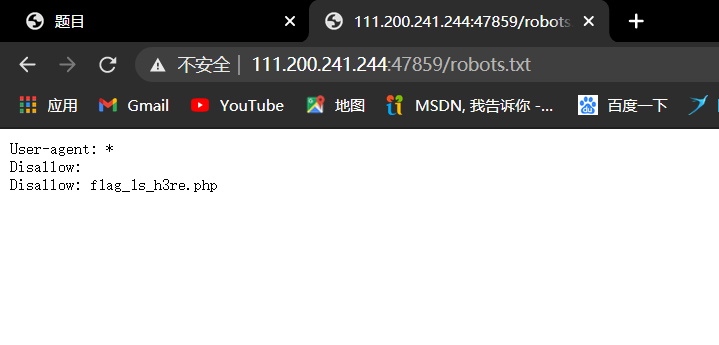 题目
111.200.241.244:47859/robots
不安全 | 111.200.241.244:47859/robots.txt
应用 Gmail YouTube 地图 MSDN, 我告诉你 -... 百度一下
User-agent: *
Disallow:
Disallow: f1ag_1s_h3re.php